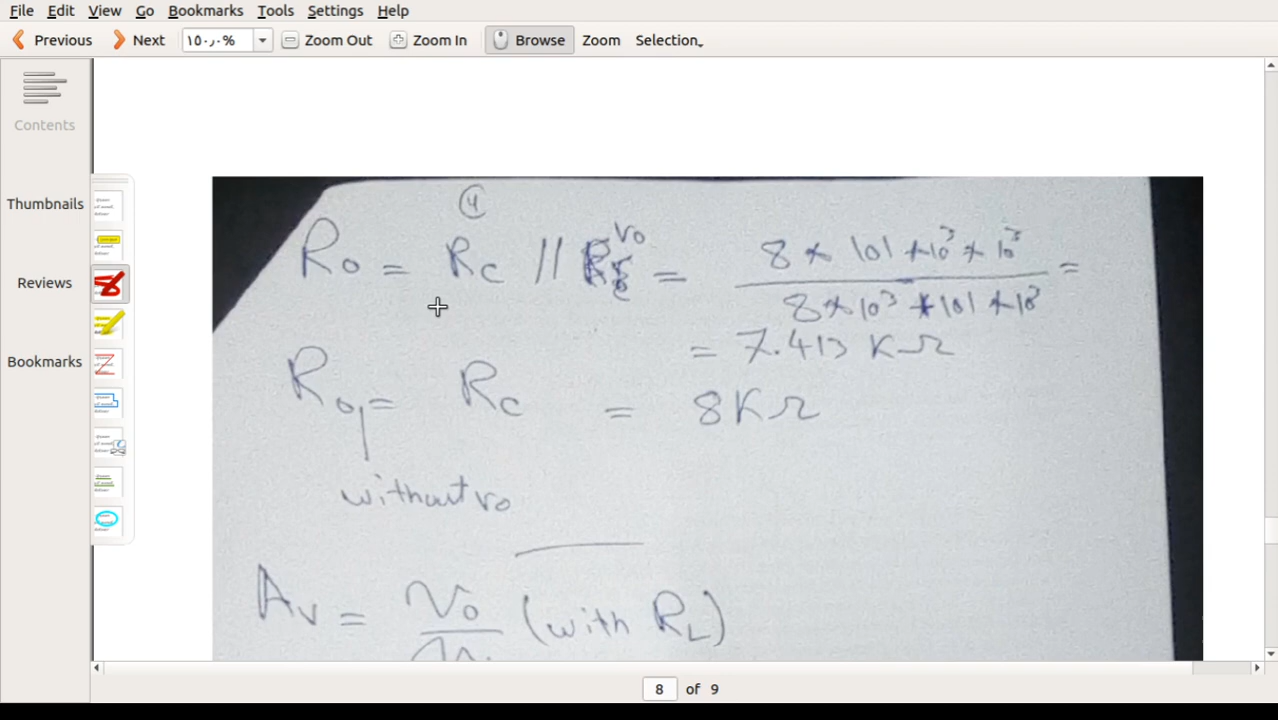 File Edit View Go Bookmarks Tools Settings Help
Previous Next ١٥٠٫٠% Zoom Out Zoom In Browse Zoom Selection
Contents
Thumbnails
Reviews
Bookmarks
4
Ro = Rc // ro = 8 * 101 * 10³ * 10³ / 8 * 10³ + 101 * 10³ =
= 7.413 KΩ
Ro = Rc = 8KΩ
without ro
Av = Vo (with RL)
8 of 9